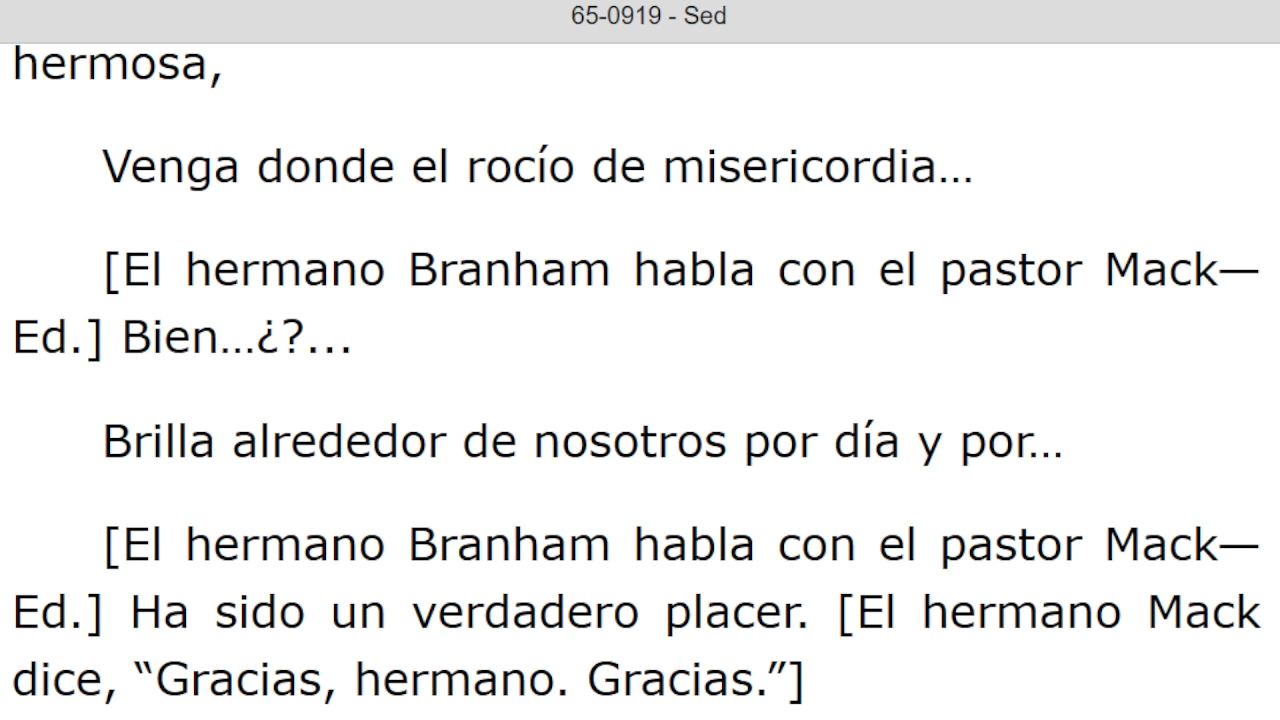 65-0919 - Sed
hermosa,
Venga donde el rocío de misericordia...
[El hermano Branham habla con el pastor Mack—
Ed.] Bien...¿?...
Brilla alrededor de nosotros por día y por...
[El hermano Branham habla con el pastor Mack—
Ed.] Ha sido un verdadero placer. [El hermano Mack
dice, “Gracias, hermano. Gracias.”]